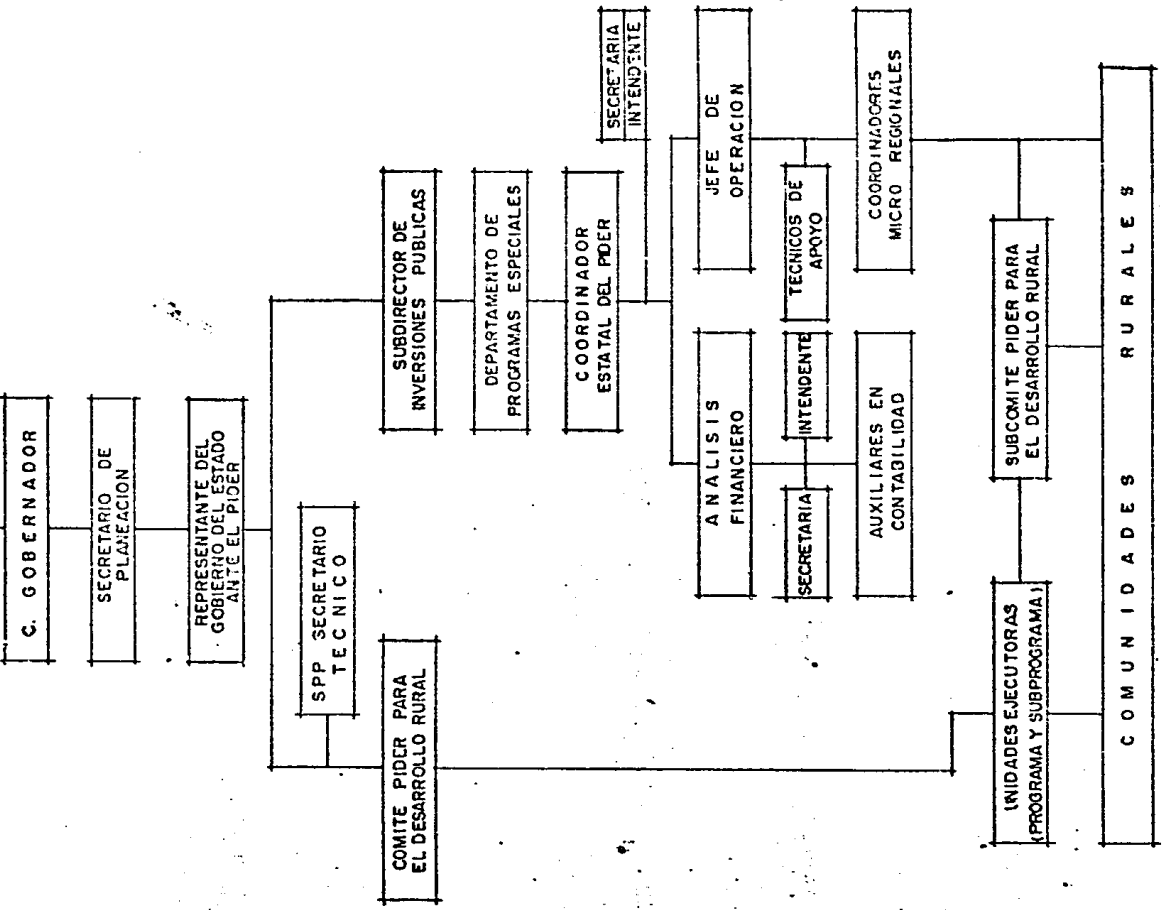 C. GOBERNADOR
SECRETARIO DE
PLANEACION
REPRESENTANTE DEL
GOBIERNO DEL ESTADO
ANTE EL PIDER
SPP SECRETARIO
TECNICO
COMITE PIDER PARA
EL DESARROLLO RURAL
SUBDIRECTOR DE
INVERSIONES PUBLICAS
DEPARTAMENTO DE
PROGRAMAS ESPECIALES
COORDINADOR
ESTATAL DEL PIDER
SECRETARIA
INTENDENTE
ANALISIS
FINANCIERO
JEFE DE
OPERACION
SECRETARIA
INTENDENTE
TECNICOS DE
APOYO
AUXILIARES EN
CONTABILIDAD
COORDINADORES
MICRO REGIONALES
UNIDADES EJECUTORAS
(PROGRAMA Y SUBPROGRAMA)
SUBCOMITE PIDER PARA
EL DESARROLLO RURAL
COMUNIDADES RURALES